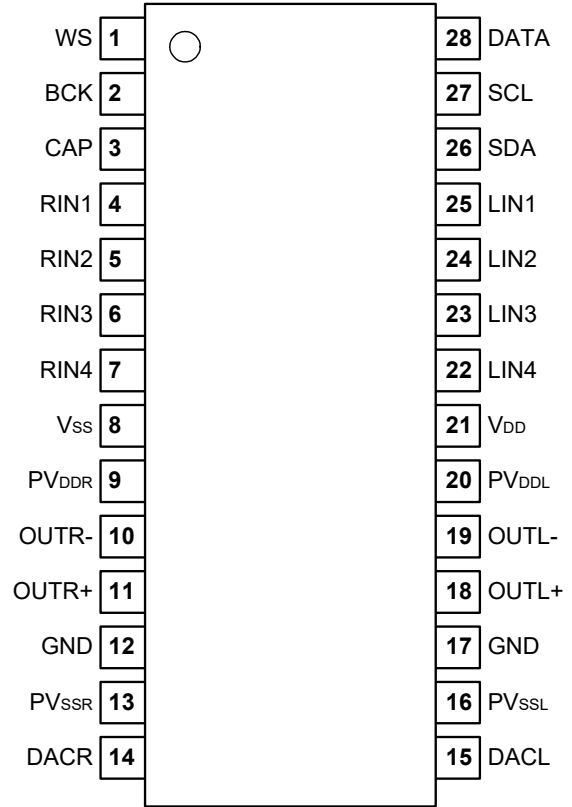 WS 1 28 DATA
BCK 2 27 SCL
CAP 3 26 SDA
RIN1 4 25 LIN1
RIN2 5 24 LIN2
RIN3 6 23 LIN3
RIN4 7 22 LIN4
VSS 8 21 VDD
PVDDR 9 20 PVDDL
OUTR- 10 19 OUTL-
OUTR+ 11 18 OUTL+
GND 12 17 GND
PVSSR 13 16 PVSSL
DACR 14 15 DACL